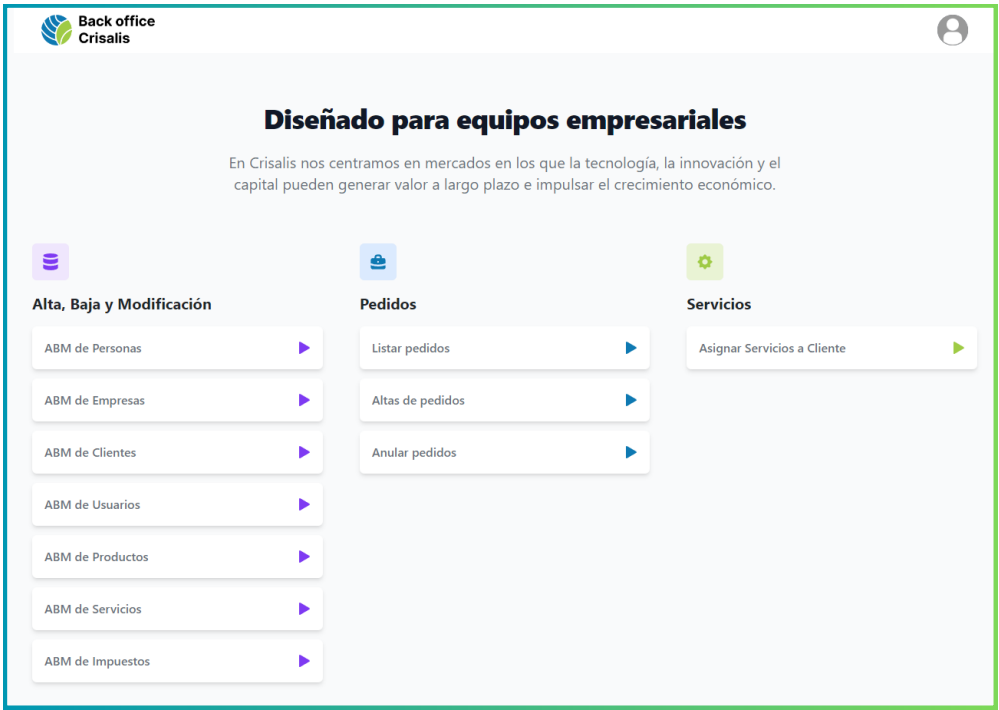 Back office
Crisalis
Diseñado para equipos empresariales
En Crisalis nos centramos en mercados en los que la tecnología, la innovación y el
capital pueden generar valor a largo plazo e impulsar el crecimiento económico.
Alta, Baja y Modificación
ABM de Personas
ABM de Empresas
ABM de Clientes
ABM de Usuarios
ABM de Productos
ABM de Servicios
ABM de Impuestos
Pedidos
Listar pedidos
Altas de pedidos
Anular pedidos
Servicios
Asignar Servicios a Cliente